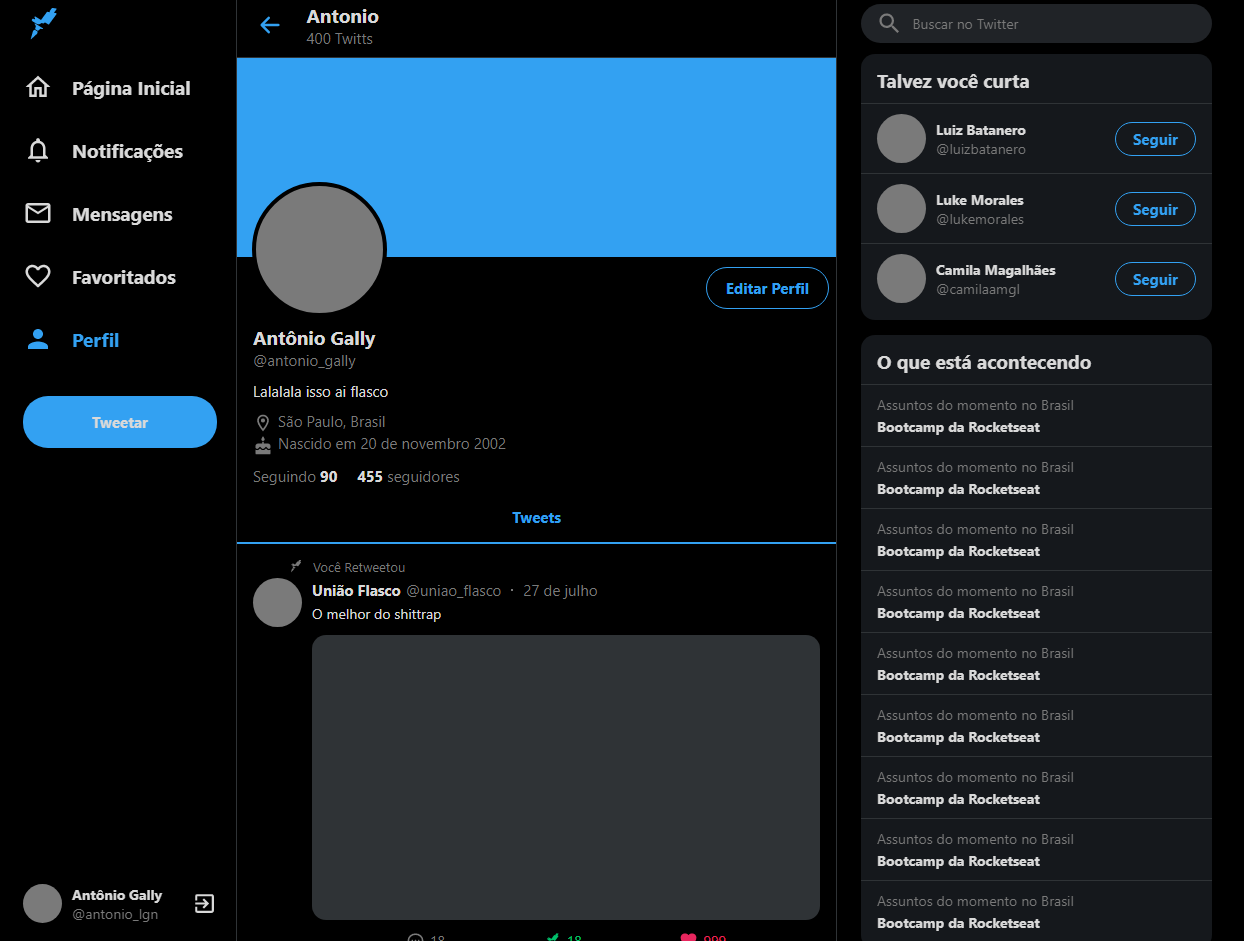 Página Inicial
Notificações
Mensagens
Favoritados
Perfil
Tweetar
Antônio Gally
@antonio_lgn
Antonio
400 Twitts
Editar Perfil
Antônio Gally
@antonio_gally
Lalalala isso ai flasco
São Paulo, Brasil
Nascido em 20 de novembro 2002
Seguindo 90 455 seguidores
Tweets
Você Retweetou
União Flasco @uniao_flasco · 27 de julho
O melhor do shittrap
18 18 999
Buscar no Twitter
Talvez você curta
Luiz Batanero
@luizbatanero
Seguir
Luke Morales
@lukemorales
Seguir
Camila Magalhães
@camilaamgl
Seguir
O que está acontecendo
Assuntos do momento no Brasil
Bootcamp da Rocketseat
Assuntos do momento no Brasil
Bootcamp da Rocketseat
Assuntos do momento no Brasil
Bootcamp da Rocketseat
Assuntos do momento no Brasil
Bootcamp da Rocketseat
Assuntos do momento no Brasil
Bootcamp da Rocketseat
Assuntos do momento no Brasil
Bootcamp da Rocketseat
Assuntos do momento no Brasil
Bootcamp da Rocketseat
Assuntos do momento no Brasil
Bootcamp da Rocketseat
Assuntos do momento no Brasil
Bootcamp da Rocketseat